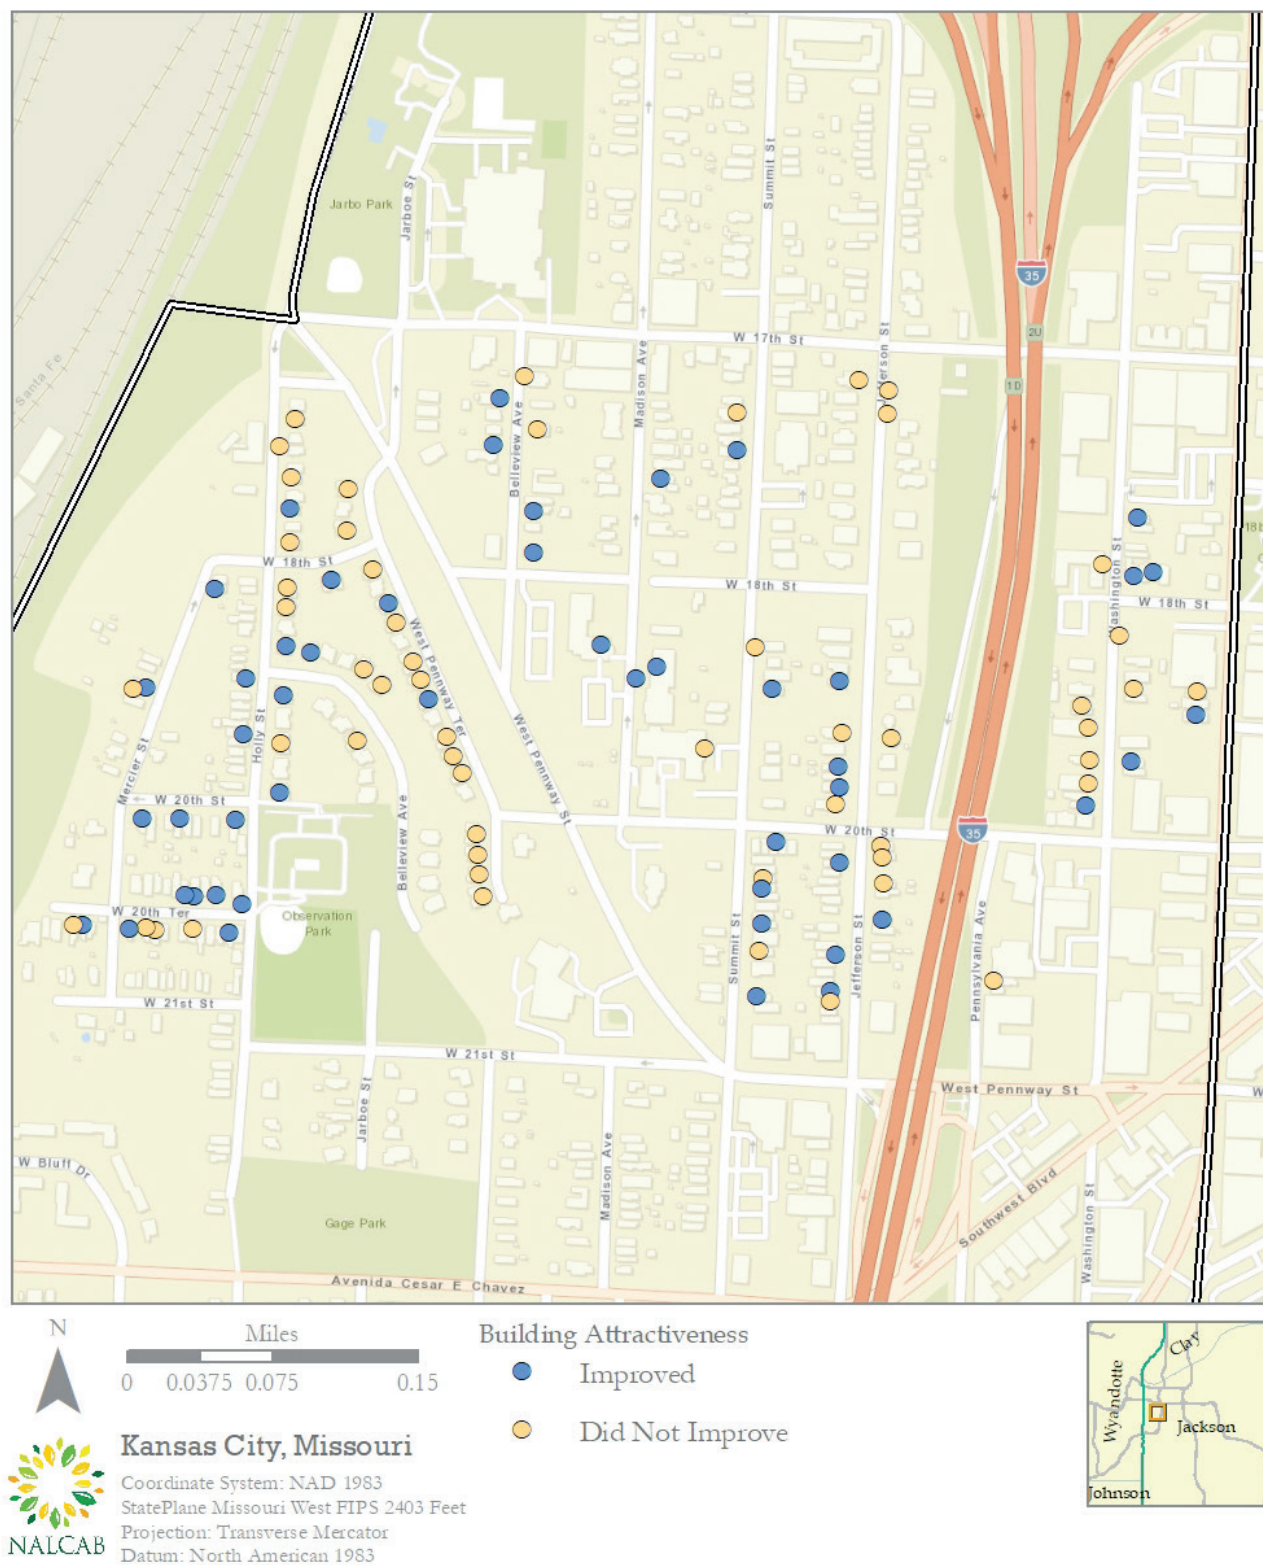 Jarbo Park
Jarboe St
Summit St
35
2U
W 17th St
Santa Fe
Madison Ave
1D
Belleview Ave
W 18th St
W 18th St
Washington St
W 18th St
West Pennway Ter
Holly St
West Pennway St
Mercier St
W 20th St
Belleview Ave
W 20th St
35
W 20th Ter
Observation
Park
Summit St
Jefferson St
Pennsylvania Ave
W 21st St
W 21st St
West Pennway St
Jarboe St
Madison Ave
W Bluff Dr
Southwest Blvd
Washington St
Gage Park
Avenida Cesar E Chavez
N
Miles
0 0.0375 0.075 0.15
Building Attractiveness
Improved
Did Not Improve
Kansas City, Missouri
Coordinate System: NAD 1983
StatePlane Missouri West FIPS 2403 Feet
Projection: Transverse Mercator
Datum: North American 1983
NALCAB
Clay
Wyandotte
Jackson
Johnson